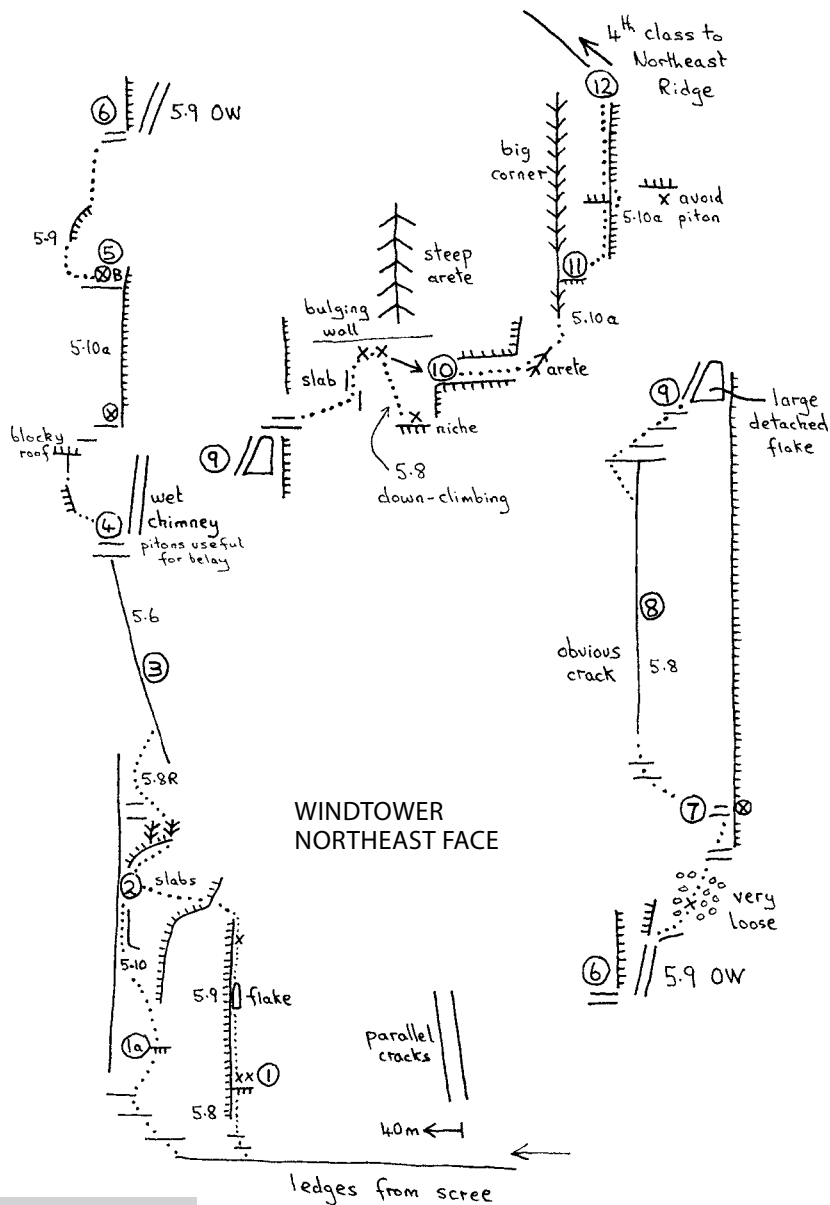 4th class to
Northeast
Ridge
12
6
5.9 OW
big
corner
X avoid
piton
5.10a
5.9
5
X B
steep
arete
11
bulging
wall
5.10a
5.10a
slab
X X
10
X
arete
9
large
detached
flake
X
X
niche
blocky
roof
9
5.8
down-climbing
4
wet
chimney
pitons useful
for belay
5.6
8
3
obvious
crack
5.8
5.8R
WINDTOWER
NORTHEAST FACE
7
X
2
slabs
very
loose
X
X
5.10
6
5.9 OW
5.9
flake
1a
parallel
cracks
XX
1
5.8
40m
ledges from scree